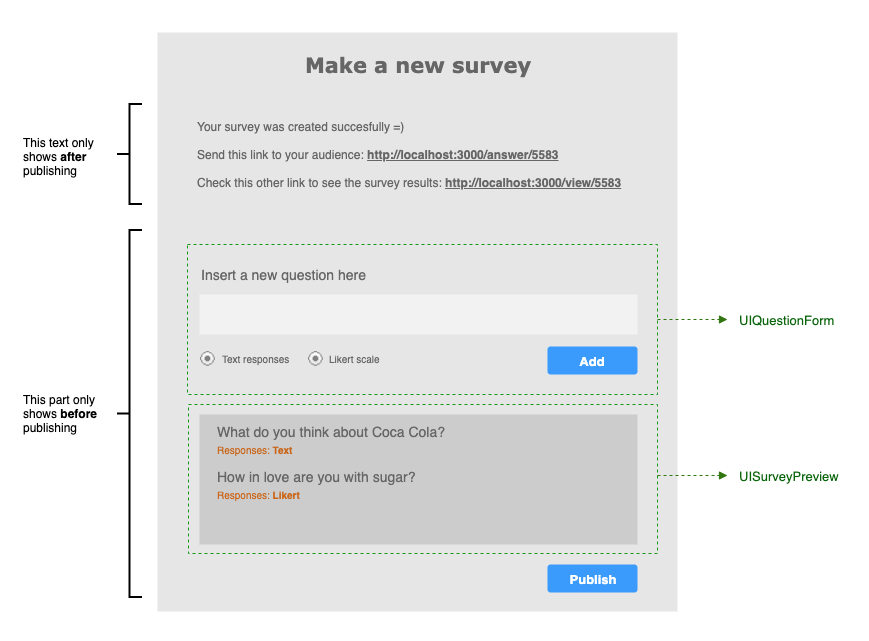 Make a new survey
This text only
shows after
publishing
Your survey was created succesfully =)
Send this link to your audience: http://localhost:3000/answer/5583
Check this other link to see the survey results: http://localhost:3000/view/5583
Insert a new question here
UIQuestionForm
Text responses
Likert scale
Add
This part only
shows before
publishing
What do you think about Coca Cola?
Responses: Text
How in love are you with sugar?
Responses: Likert
UISurveyPreview
Publish